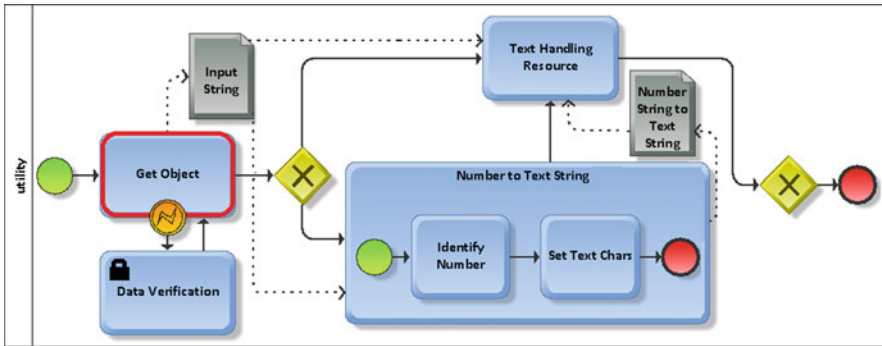 utility
Input
String
Text Handling
Resource
Number
String to
Text
String
Get Object
Number to Text String
Identify
Number
Set Text Chars
Data Verification